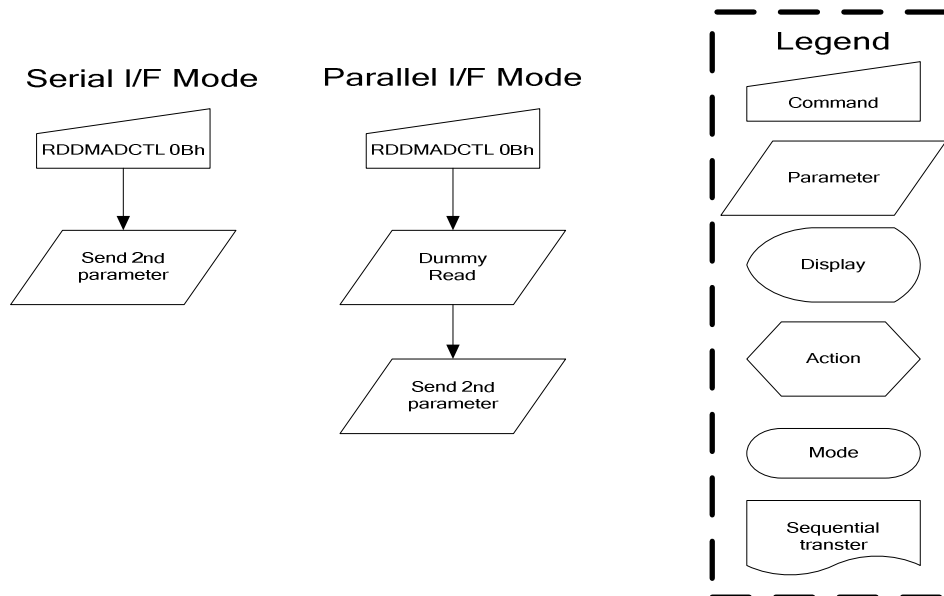 Serial I/F Mode
RDDMADCTL 0Bh
Send 2nd
parameter
Parallel I/F Mode
RDDMADCTL 0Bh
Dummy
Read
Send 2nd
parameter
Legend
Command
Parameter
Display
Action
Mode
Sequential
transter